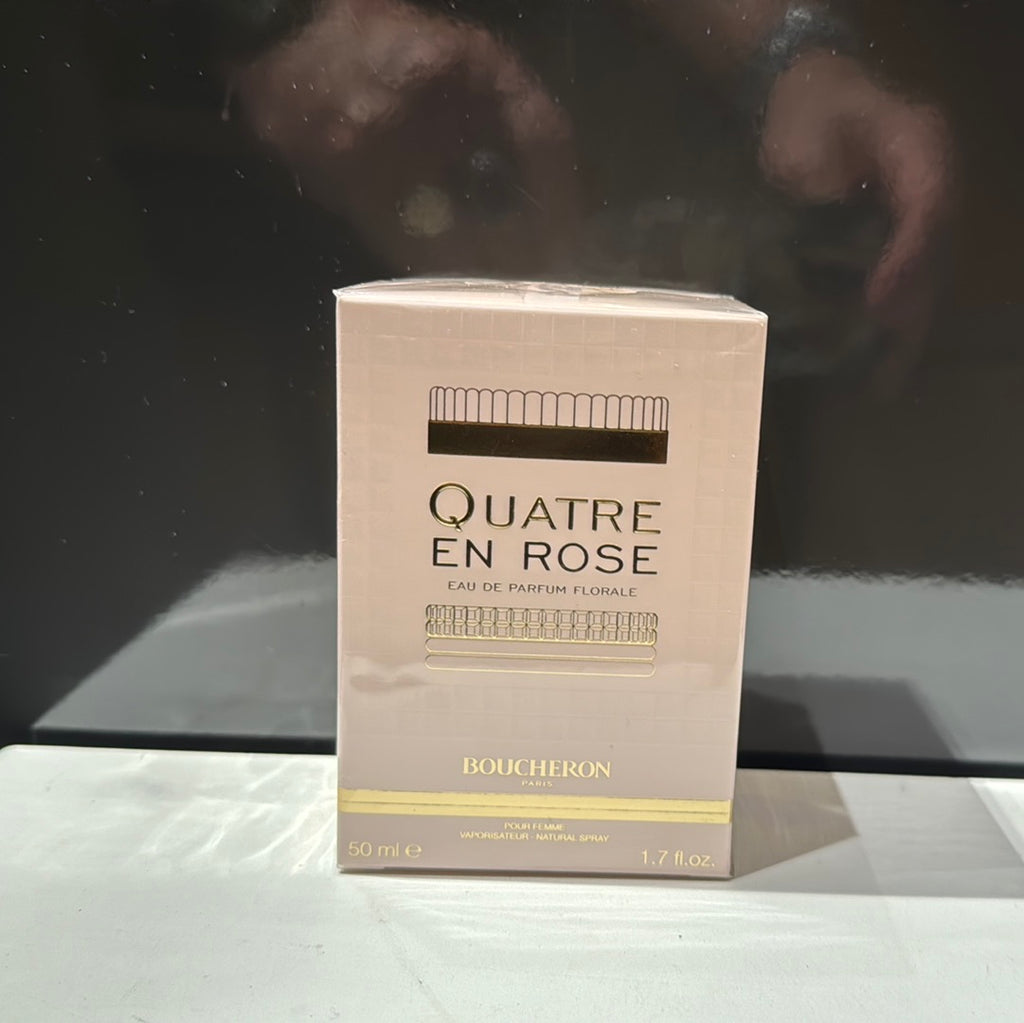 QUATRE
EN ROSE
EAU DE PARFUM FLORALE
BOUCHERON
PARIS
POUR FEMME
VAPORISATEUR - NATURAL SPRAY
50 ml ℮ 1.7 fl.oz.